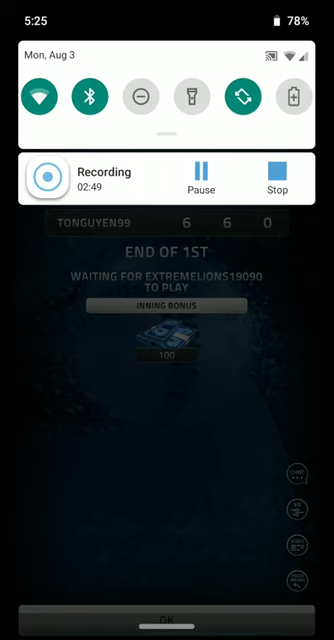 5:25
78%
Mon, Aug 3
Recording
02:49
Pause
Stop
TONGUYEN99 6 6 0
END OF 1ST
WAITING FOR EXTREMELIONS19090
TO PLAY
INNING BONUS
100
CHAT
STATS
OK